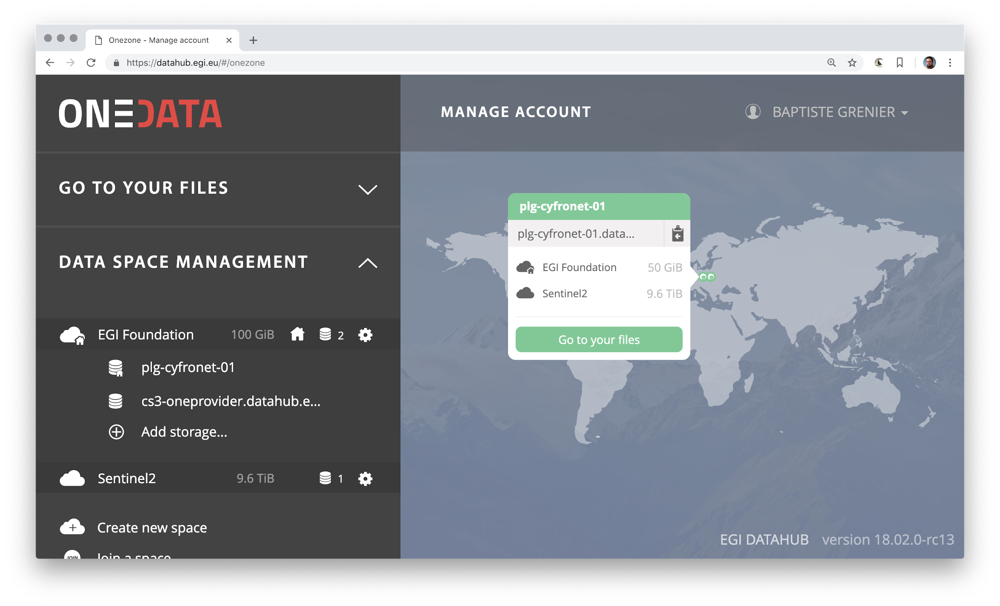 Onezone - Manage account
https://datahub.egi.eu/#/onezone
ONEDATA
MANAGE ACCOUNT
BAPTISTE GRENIER
GO TO YOUR FILES
DATA SPACE MANAGEMENT
EGI Foundation 100 GiB 2
plg-cyfronet-01
cs3-oneprovider.datahub.e...
Add storage...
Sentinel2 9.6 TiB 1
Create new space
JOIN Join a space
plg-cyfronet-01
plg-cyfronet-01.data...
EGI Foundation 50 GiB
Sentinel2 9.6 TiB
Go to your files
EGI DATAHUB version 18.02.0-rc13